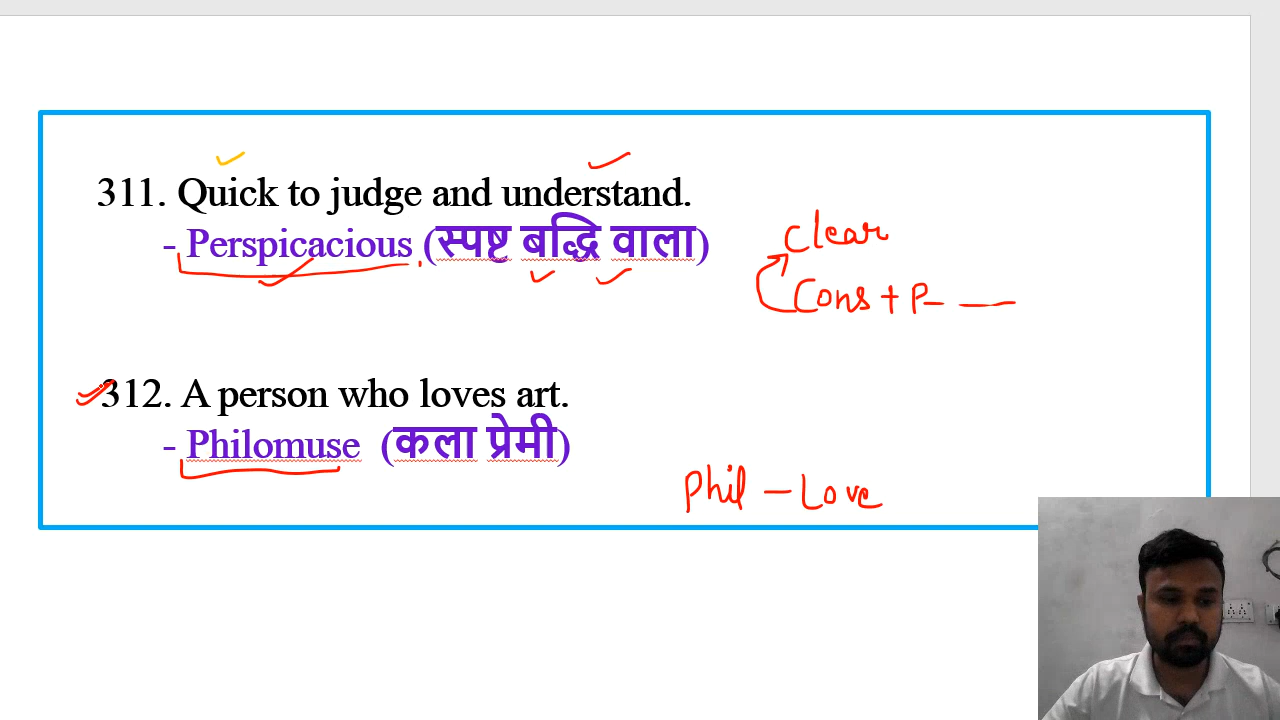 311. Quick to judge and understand.
- Perspicacious (स्पष्ट बद्धि वाला)
clear
Cons + P-
312. A person who loves art.
- Philomuse (कला प्रेमी)
Phil - Love